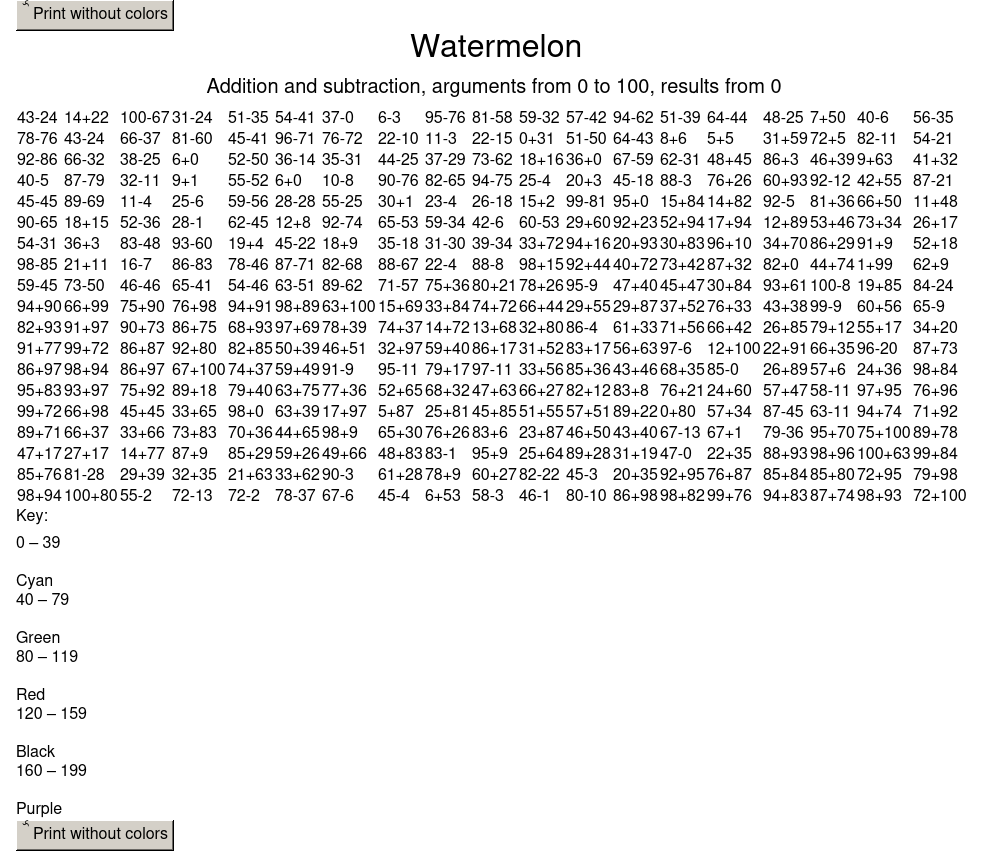 Print without colors
Watermelon
Addition and subtraction, arguments from 0 to 100, results from 0
43-24 14+22 100-67 31-24 51-35 54-41 37-0 6-3 95-76 81-58 59-32 57-42 94-62 51-39 64-44 48-25 7+50 40-6 56-35
78-76 43-24 66-37 81-60 45-41 96-71 76-72 22-10 11-3 22-15 0+31 51-50 64-43 8+6 5+5 31+59 72+5 82-11 54-21
92-86 66-32 38-25 6+0 52-50 36-14 35-31 44-25 37-29 73-62 18+16 36+0 67-59 62-31 48+45 86+3 46+39 9+63 41+32
40-5 87-79 32-11 9+1 55-52 6+0 10-8 90-76 82-65 94-75 25-4 20+3 45-18 88-3 76+26 60+93 92-12 42+55 87-21
45-45 89-69 11-4 25-6 59-56 28-28 55-25 30+1 23-4 26-18 15+2 99-81 95+0 15+84 14+82 92-5 81+36 66+50 11+48
90-65 18+15 52-36 28-1 62-45 12+8 92-74 65-53 59-34 42-6 60-53 29+60 92+23 52+94 17+94 12+89 53+46 73+34 26+17
54-31 36+3 83-48 93-60 19+4 45-22 18+9 35-18 31-30 39-34 33+72 94+16 20+93 30+83 96+10 34+70 86+29 91+9 52+18
98-85 21+11 16-7 86-83 78-46 87-71 82-68 88-67 22-4 88-8 98+15 92+44 40+72 73+42 87+32 82+0 44+74 1+99 62+9
59-45 73-50 46-46 65-41 54-46 63-51 89-62 71-57 75+36 80+21 78+26 95-9 47+40 45+47 30+84 93+61 100-8 19+85 84-24
94+90 66+99 75+90 76+98 94+91 98+89 63+100 15+69 33+84 74+72 66+44 29+55 29+87 37+52 76+33 43+38 99-9 60+56 65-9
82+93 91+97 90+73 86+75 68+93 97+69 78+39 74+37 14+72 13+68 32+80 86-4 61+33 71+56 66+42 26+85 79+12 55+17 34+20
91+77 99+72 86+87 92+80 82+85 50+39 46+51 32+97 59+40 86+17 31+52 83+17 56+63 97-6 12+100 22+91 66+35 96-20 87+73
86+97 98+94 86+97 67+100 74+37 59+49 91-9 95-11 79+17 97-11 33+56 85+36 43+46 68+35 85-0 26+89 57+6 24+36 98+84
95+83 93+97 75+92 89+18 79+40 63+75 77+36 52+65 68+32 47+63 66+27 82+12 83+8 76+21 24+60 57+47 58-11 97+95 76+96
99+72 66+98 45+45 33+65 98+0 63+39 17+97 5+87 25+81 45+85 51+55 57+51 89+22 0+80 57+34 87-45 63-11 94+74 71+92
89+71 66+37 33+66 73+83 70+36 44+65 98+9 65+30 76+26 83+6 23+87 46+50 43+40 67-13 67+1 79-36 95+70 75+100 89+78
47+17 27+17 14+77 87+9 85+29 59+26 49+66 48+83 83-1 95+9 25+64 89+28 31+19 47-0 22+35 88+93 98+96 100+63 99+84
85+76 81-28 29+39 32+35 21+63 33+62 90-3 61+28 78+9 60+27 82-22 45-3 20+35 92+95 76+87 85+84 85+80 72+95 79+98
98+94 100+80 55-2 72-13 72-2 78-37 67-6 45-4 6+53 58-3 46-1 80-10 86+98 98+82 99+76 94+83 87+74 98+93 72+100
Key:
0 – 39
Cyan
40 – 79
Green
80 – 119
Red
120 – 159
Black
160 – 199
Purple
Print without colors